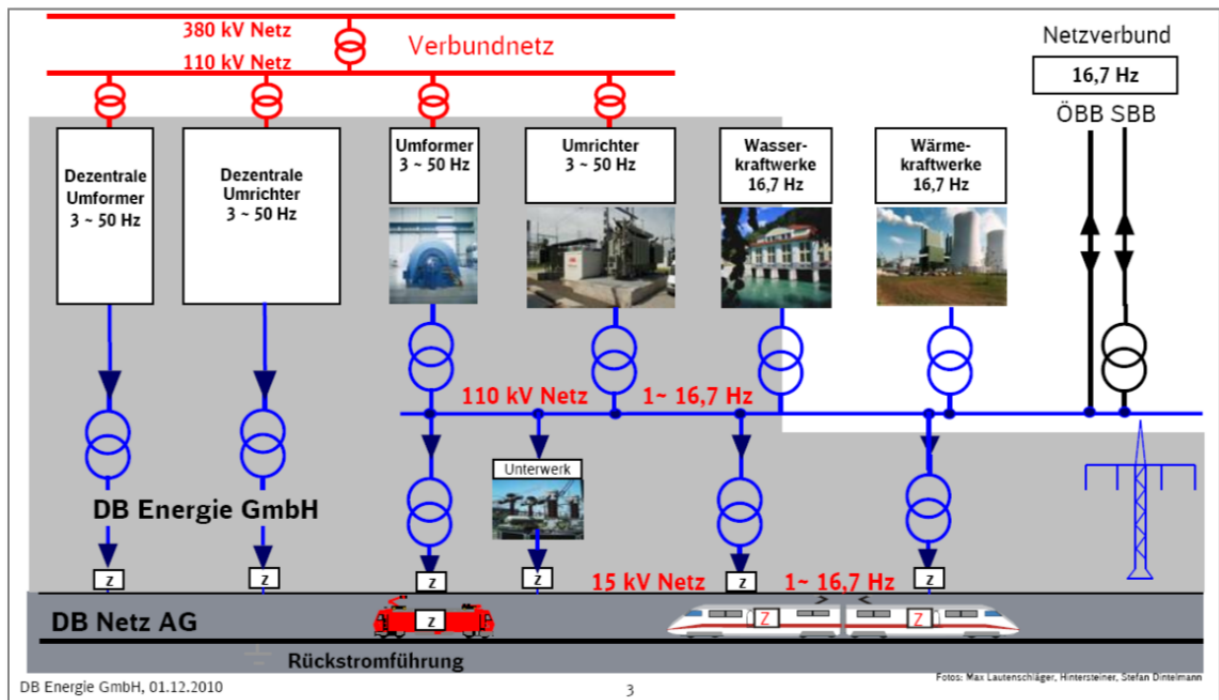 380 kV Netz
Verbundnetz
110 kV Netz
Netzverbund
16,7 Hz
ÖBB SBB
Dezentrale
Umformer
3 ~ 50 Hz
Dezentrale
Umrichter
3 ~ 50 Hz
Umformer
3 ~ 50 Hz
Umrichter
3 ~ 50 Hz
Wasser-
kraftwerke
16,7 Hz
Wärme-
kraftwerke
16,7 Hz
110 kV Netz 1~ 16,7 Hz
Unterwerk
DB Energie GmbH
Z
Z
Z
Z
15 kV Netz
Z
1~ 16,7 Hz
Z
DB Netz AG
Z
Z
Z
Rückstromführung
DB Energie GmbH, 01.12.2010
3
Fotos: Max Lautenschläger, Hintersteiner, Stefan Dintelmann